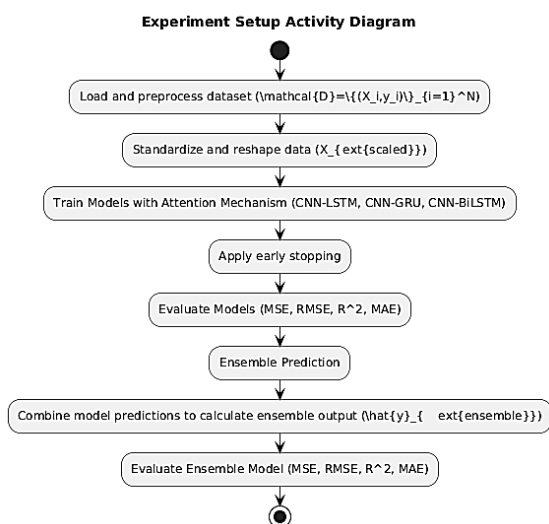 Experiment Setup Activity Diagram
Load and preprocess dataset (\mathcal{D}=\{(X_i,y_i)\}_{i=1}^N)
Standardize and reshape data (X_{ ext{scaled}})
Train Models with Attention Mechanism (CNN-LSTM, CNN-GRU, CNN-BiLSTM)
Apply early stopping
Evaluate Models (MSE, RMSE, R^2, MAE)
Ensemble Prediction
Combine model predictions to calculate ensemble output (\hat{y}_{ ext{ensemble}})
Evaluate Ensemble Model (MSE, RMSE, R^2, MAE)